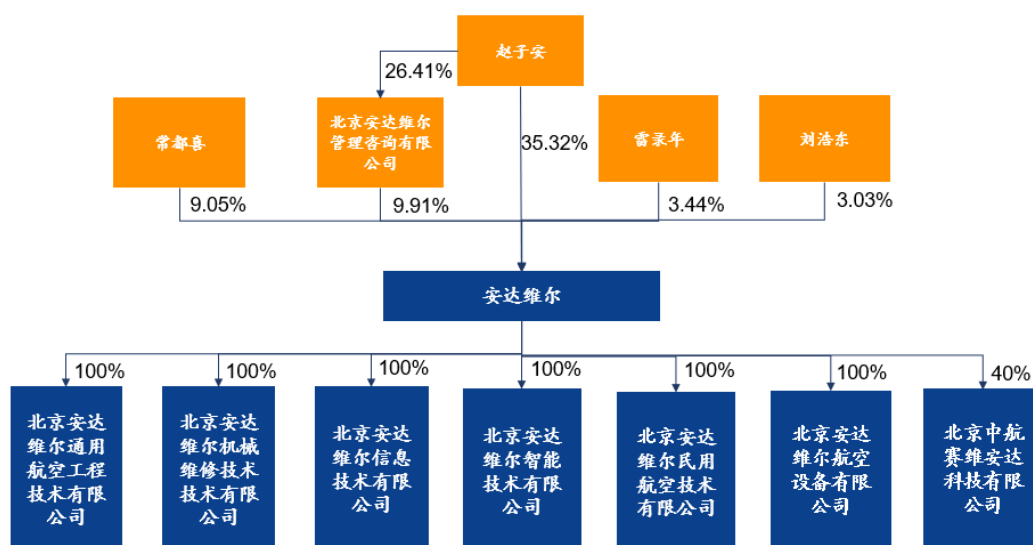 赵子安
26.41%
常都喜
北京安达维尔
管理咨询有限
公司
35.32%
雷录年
刘浩东
9.05%
9.91%
3.44%
3.03%
安达维尔
100%
100%
100%
100%
100%
100%
40%
北京安达
维尔通用
航空工程
技术有限
公司
北京安达
维尔机械
维修技术
技术有限
公司
北京安达
维尔信息
技术有限
公司
北京安达
维尔智能
技术有限
公司
北京安达
维尔民用
航空技术
有限公司
北京安达
维尔航空
设备有限
公司
北京中航
赛维安达
科技有限
公司